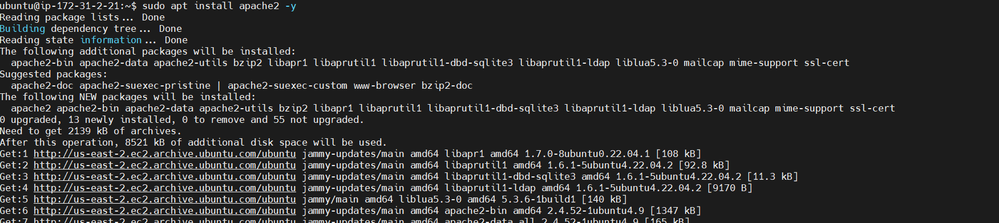 ubuntu@ip-172-31-2-21:~$ sudo apt install apache2 -y
Reading package lists... Done
Building dependency tree... Done
Reading state information... Done
The following additional packages will be installed:
  apache2-bin apache2-data apache2-utils bzip2 libapr1 libaprutil1 libaprutil1-dbd-sqlite3 libaprutil1-ldap liblua5.3-0 mailcap mime-support ssl-cert
Suggested packages:
  apache2-doc apache2-suexec-pristine | apache2-suexec-custom www-browser bzip2-doc
The following NEW packages will be installed:
  apache2 apache2-bin apache2-data apache2-utils bzip2 libapr1 libaprutil1 libaprutil1-dbd-sqlite3 libaprutil1-ldap liblua5.3-0 mailcap mime-support ssl-cert
0 upgraded, 13 newly installed, 0 to remove and 55 not upgraded.
Need to get 2139 kB of archives.
After this operation, 8521 kB of additional disk space will be used.
Get:1 http://us-east-2.ec2.archive.ubuntu.com/ubuntu jammy-updates/main amd64 libapr1 amd64 1.7.0-8ubuntu0.22.04.1 [108 kB]
Get:2 http://us-east-2.ec2.archive.ubuntu.com/ubuntu jammy-updates/main amd64 libaprutil1 amd64 1.6.1-5ubuntu4.22.04.2 [92.8 kB]
Get:3 http://us-east-2.ec2.archive.ubuntu.com/ubuntu jammy-updates/main amd64 libaprutil1-dbd-sqlite3 amd64 1.6.1-5ubuntu4.22.04.2 [11.3 kB]
Get:4 http://us-east-2.ec2.archive.ubuntu.com/ubuntu jammy-updates/main amd64 libaprutil1-ldap amd64 1.6.1-5ubuntu4.22.04.2 [9170 B]
Get:5 http://us-east-2.ec2.archive.ubuntu.com/ubuntu jammy/main amd64 liblua5.3-0 amd64 5.3.6-1build1 [140 kB]
Get:6 http://us-east-2.ec2.archive.ubuntu.com/ubuntu jammy-updates/main amd64 apache2-bin amd64 2.4.52-1ubuntu4.9 [1347 kB]
Get:7 http://us-east-2.ec2.archive.ubuntu.com/ubuntu jammy-updates/main amd64 apache2-data all 2.4.52-1ubuntu4.9 [165 kB]